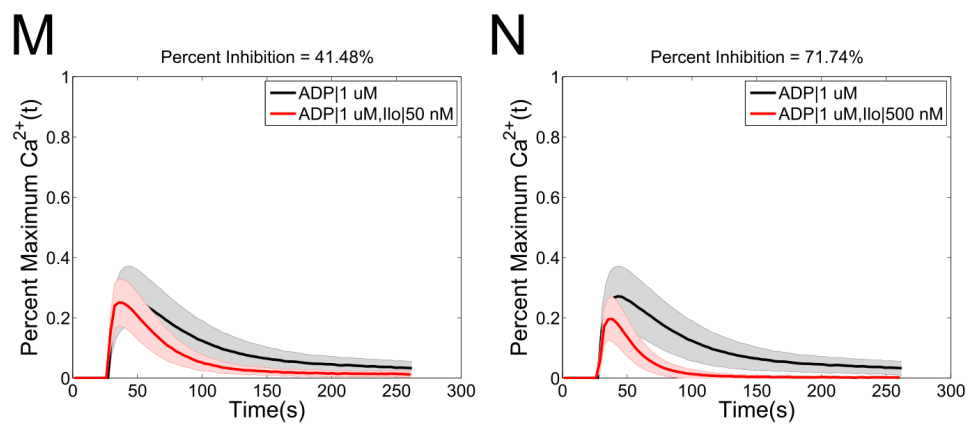 M
Percent Inhibition = 41.48%
ADP|1 uM
ADP|1 uM,Ilo|50 nM
Percent Maximum Ca²⁺(t)
1
0.8
0.6
0.4
0.2
0
0 50 100 150 200 250 300
Time(s)
N
Percent Inhibition = 71.74%
ADP|1 uM
ADP|1 uM,Ilo|500 nM
Percent Maximum Ca²⁺(t)
1
0.8
0.6
0.4
0.2
0
0 50 100 150 200 250 300
Time(s)